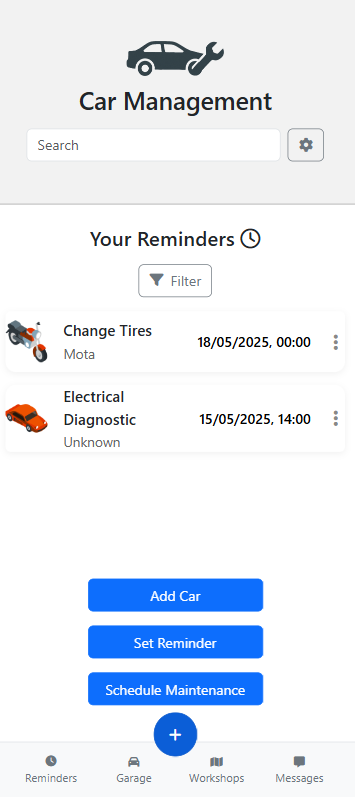 Car Management
Search
Your Reminders
Filter
Change Tires
Mota
18/05/2025, 00:00
Electrical
Diagnostic
Unknown
15/05/2025, 14:00
Add Car
Set Reminder
Schedule Maintenance
+
Reminders
Garage
Workshops
Messages